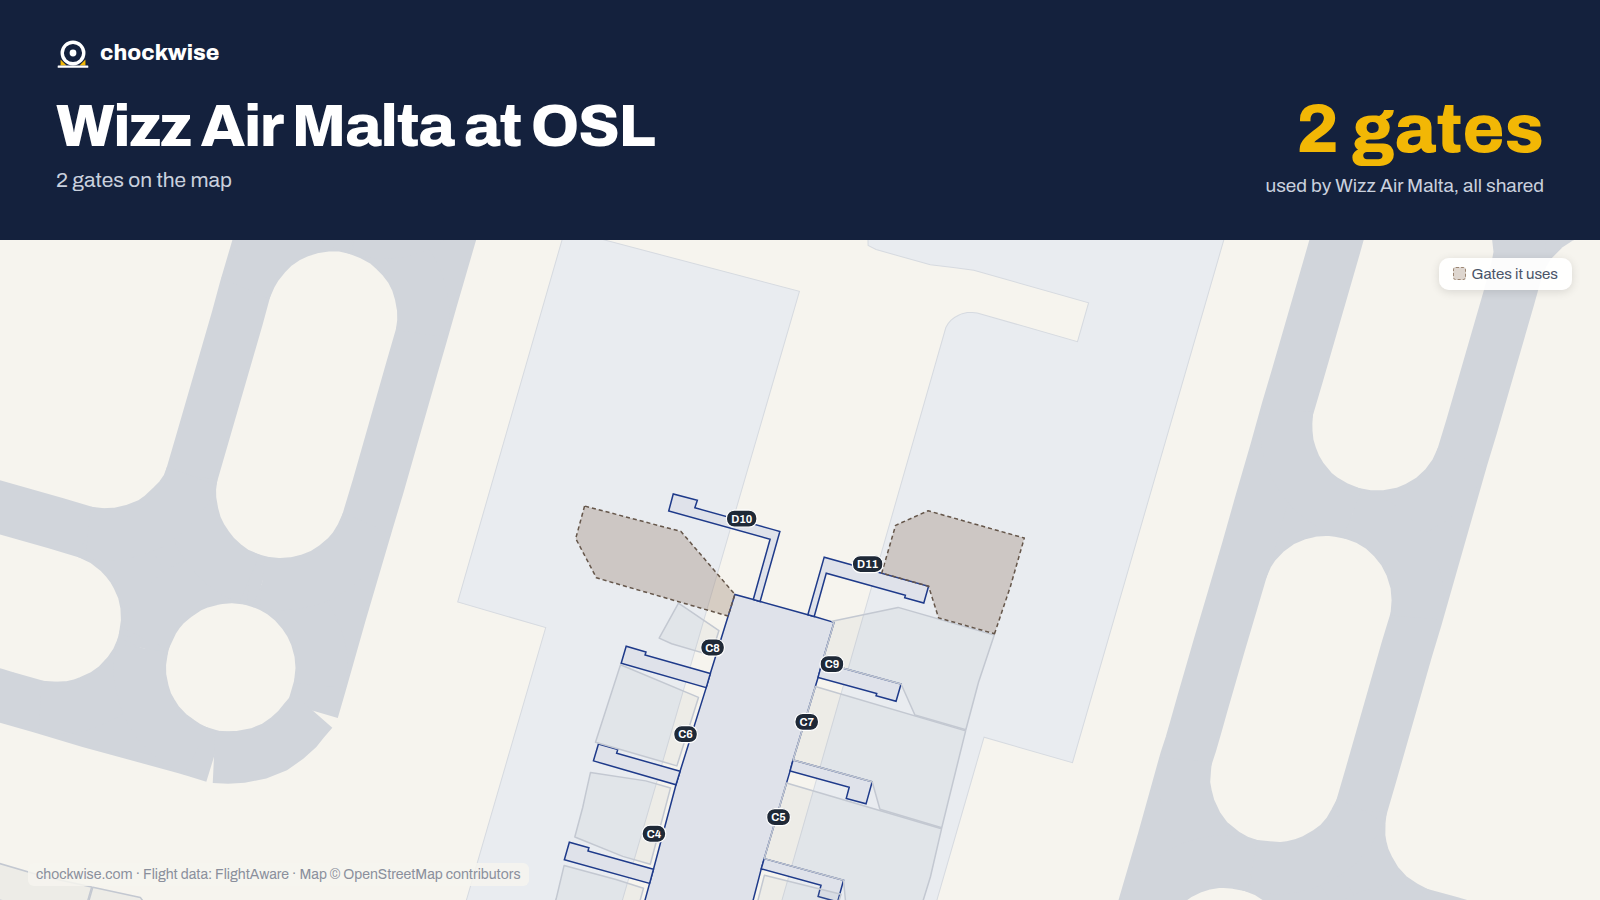 chockwise
Wizz Air Malta at OSL
2 gates on the map
2 gates
used by Wizz Air Malta, all shared
Gates it uses
D10
D11
C8
C9
C7
C6
C5
C4
chockwise.com · Flight data: FlightAware · Map © OpenStreetMap contributors